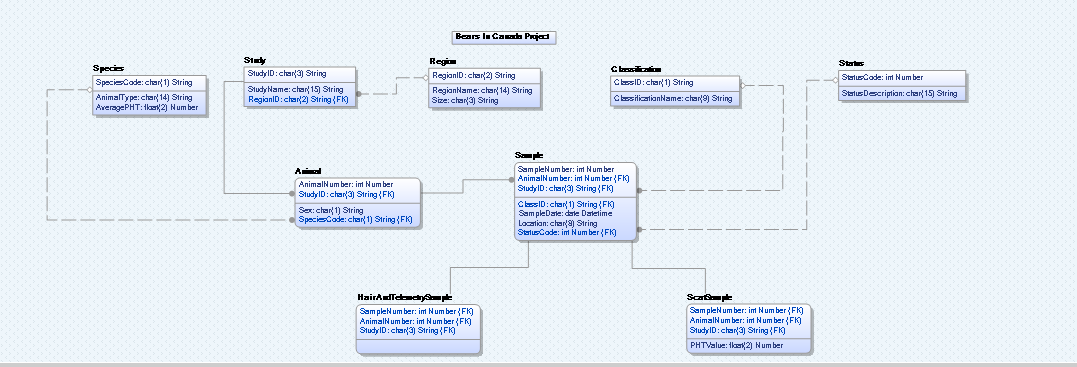 Bears In Canada Project
Species
SpeciesCode: char(1) String
AnimalType: char(14) String
AveragePHT: float(2) Number
Study
StudyID: char(3) String
StudyName: char(15) String
RegionID: char(2) String (FK)
Region
RegionID: char(2) String
RegionName: char(14) String
Size: char(3) String
Classification
ClassID: char(1) String
ClassificationName: char(9) String
Status
StatusCode: int Number
StatusDescription: char(15) String
Animal
AnimalNumber: int Number
StudyID: char(3) String (FK)
Sex: char(1) String
SpeciesCode: char(1) String (FK)
Sample
SampleNumber: int Number
AnimalNumber: int Number (FK)
StudyID: char(3) String (FK)
ClassID: char(1) String (FK)
SampleDate: date Datetime
Location: char(9) String
StatusCode: int Number (FK)
HairAndTelemetrySample
SampleNumber: int Number (FK)
AnimalNumber: int Number (FK)
StudyID: char(3) String (FK)
ScatSample
SampleNumber: int Number (FK)
AnimalNumber: int Number (FK)
StudyID: char(3) String (FK)
PHTValue: float(2) Number